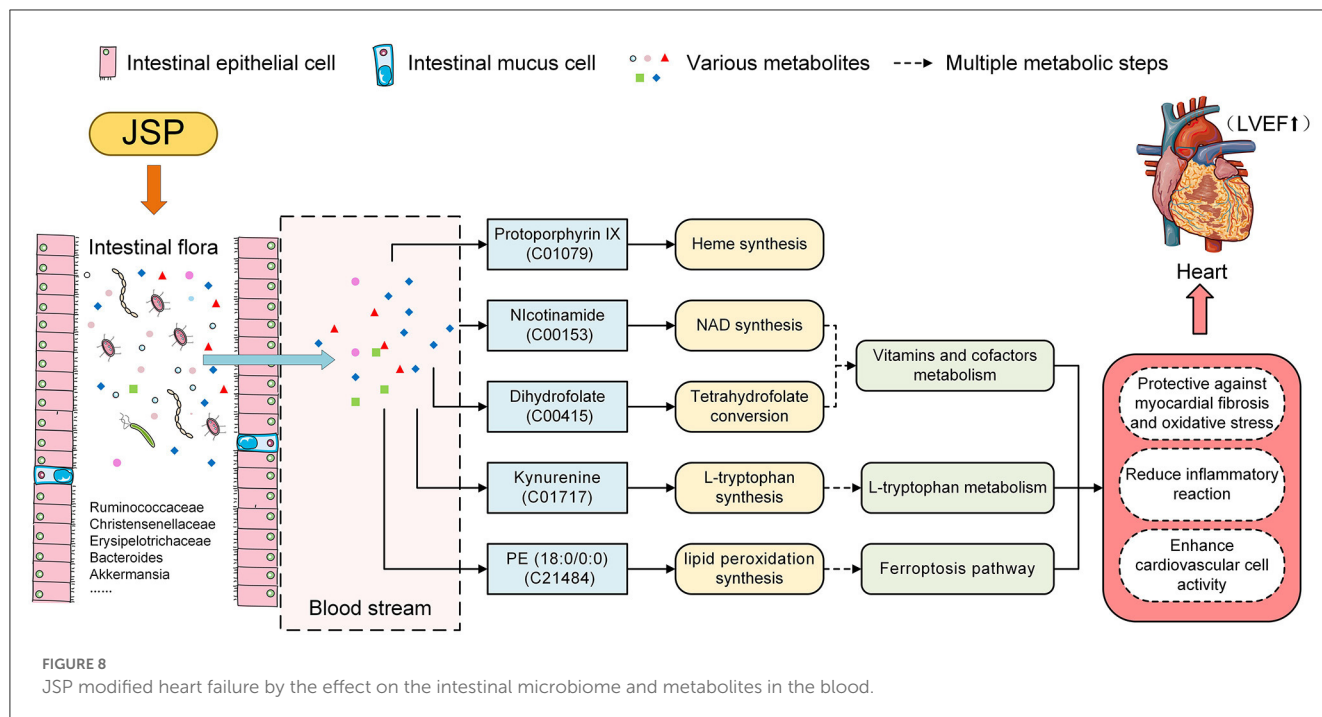 Intestinal epithelial cell
Intestinal mucus cell
Various metabolites
Multiple metabolic steps
JSP
(LVEF⬆)
Heart
Intestinal flora
Ruminococcaceae
Christensenellaceae
Erysipelotrichaceae
Bacteroides
Akkermansia
......
Blood stream
Protoporphyrin IX
(C01079)
Heme synthesis
NIcotinamide
(C00153)
NAD synthesis
Dihydrofolate
(C00415)
Tetrahydrofolate
conversion
Vitamins and cofactors
metabolism
Kynurenine
(C01717)
L-tryptophan
synthesis
L-tryptophan metabolism
PE (18:0/0:0)
(C21484)
lipid peroxidation
synthesis
Ferroptosis pathway
Protective against
myocardial fibrosis
and oxidative stress
Reduce inflammatory
reaction
Enhance
cardiovascular cell
activity
FIGURE 8
JSP modified heart failure by the effect on the intestinal microbiome and metabolites in the blood.